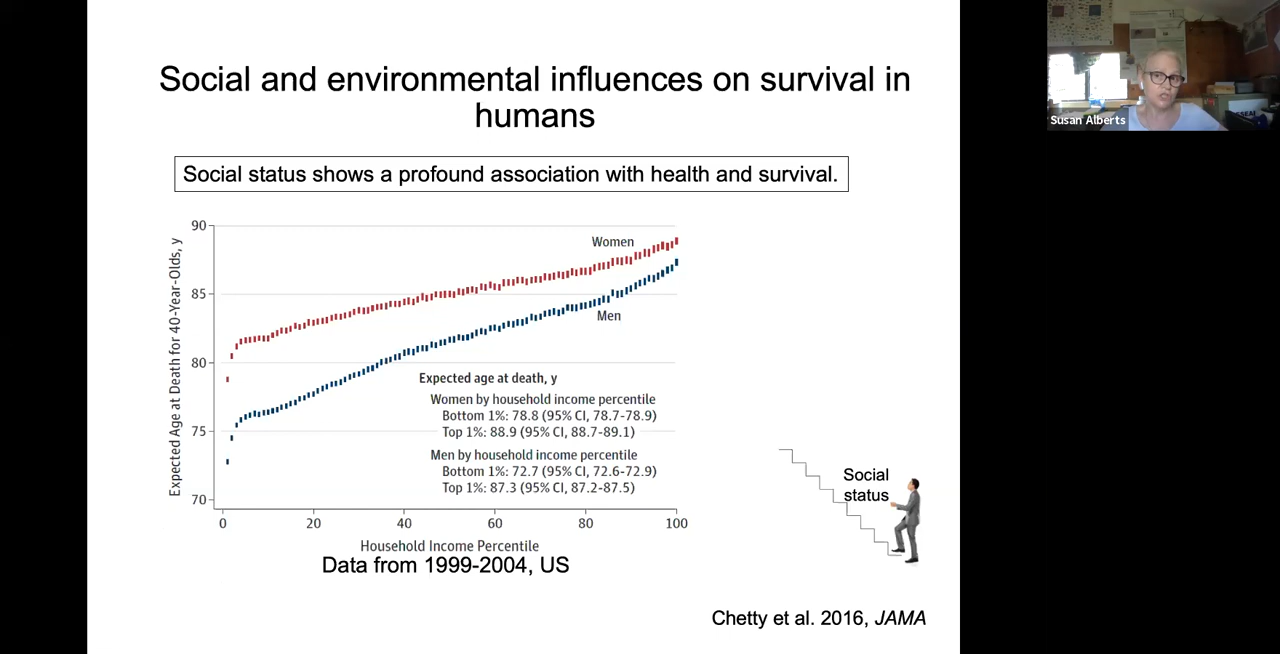 Social and environmental influences on survival in
humans
Social status shows a profound association with health and survival.
Expected Age at Death for 40-Year-Olds, y
90
85
80
75
70
Women
Men
Expected age at death, y
Women by household income percentile
Bottom 1%: 78.8 (95% CI, 78.7-78.9)
Top 1%: 88.9 (95% CI, 88.7-89.1)
Men by household income percentile
Bottom 1%: 72.7 (95% CI, 72.6-72.9)
Top 1%: 87.3 (95% CI, 87.2-87.5)
0 20 40 60 80 100
Household Income Percentile
Data from 1999-2004, US
Social
status
Chetty et al. 2016, JAMA
Susan Alberts